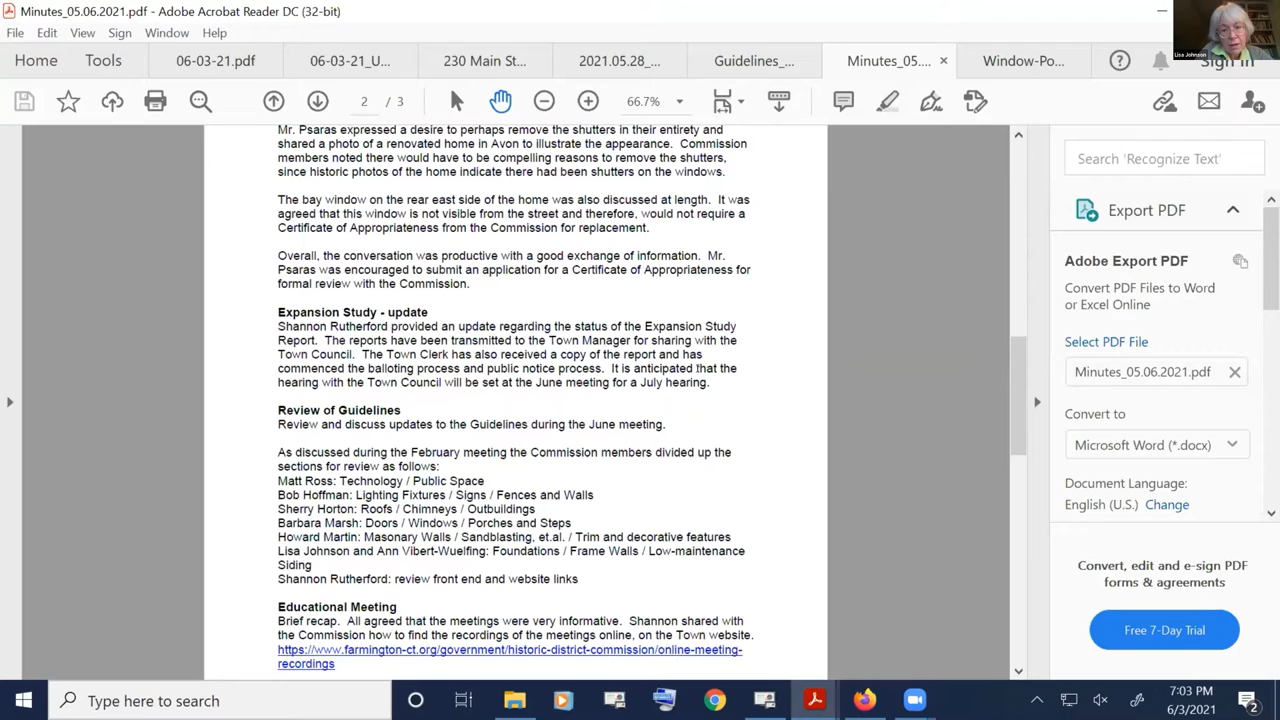 Minutes_05.06.2021.pdf - Adobe Acrobat Reader DC (32-bit)
File Edit View Sign Window Help
Home Tools 06-03-21.pdf 06-03-21_U... 230 Main St... 2021.05.28_... Guidelines_... Minutes_05.... Window-Po... Sign In
Lisa Johnson
2 / 3 66.7%
Mr. Psaras expressed a desire to perhaps remove the shutters in their entirety and
shared a photo of a renovated home in Avon to illustrate the appearance. Commission
members noted there would have to be compelling reasons to remove the shutters,
since historic photos of the home indicate there had been shutters on the windows.
The bay window on the rear east side of the home was also discussed at length. It was
agreed that this window is not visible from the street and therefore, would not require a
Certificate of Appropriateness from the Commission for replacement.
Overall, the conversation was productive with a good exchange of information. Mr.
Psaras was encouraged to submit an application for a Certificate of Appropriateness for
formal review with the Commission.
Expansion Study - update
Shannon Rutherford provided an update regarding the status of the Expansion Study
Report. The reports have been transmitted to the Town Manager for sharing with the
Town Council. The Town Clerk has also received a copy of the report and has
commenced the balloting process and public notice process. It is anticipated that the
hearing with the Town Council will be set at the June meeting for a July hearing.
Review of Guidelines
Review and discuss updates to the Guidelines during the June meeting.
As discussed during the February meeting the Commission members divided up the
sections for review as follows:
Matt Ross: Technology / Public Space
Bob Hoffman: Lighting Fixtures / Signs / Fences and Walls
Sherry Horton: Roofs / Chimneys / Outbuildings
Barbara Marsh: Doors / Windows / Porches and Steps
Howard Martin: Masonary Walls / Sandblasting, et.al. / Trim and decorative features
Lisa Johnson and Ann Vibert-Wuelfing: Foundations / Frame Walls / Low-maintenance
Siding
Shannon Rutherford: review front end and website links
Educational Meeting
Brief recap. All agreed that the meetings were very informative. Shannon shared with
the Commission how to find the recordings of the meetings online, on the Town website.
https://www.farmington-ct.org/government/historic-district-commission/online-meeting-
recordings
Search 'Recognize Text'
Export PDF
Adobe Export PDF
Convert PDF Files to Word
or Excel Online
Select PDF File
Minutes_05.06.2021.pdf
Convert to
Microsoft Word (*.docx)
Document Language:
English (U.S.) Change
Convert, edit and e-sign PDF
forms & agreements
Free 7-Day Trial
Type here to search
7:03 PM
6/3/2021
2